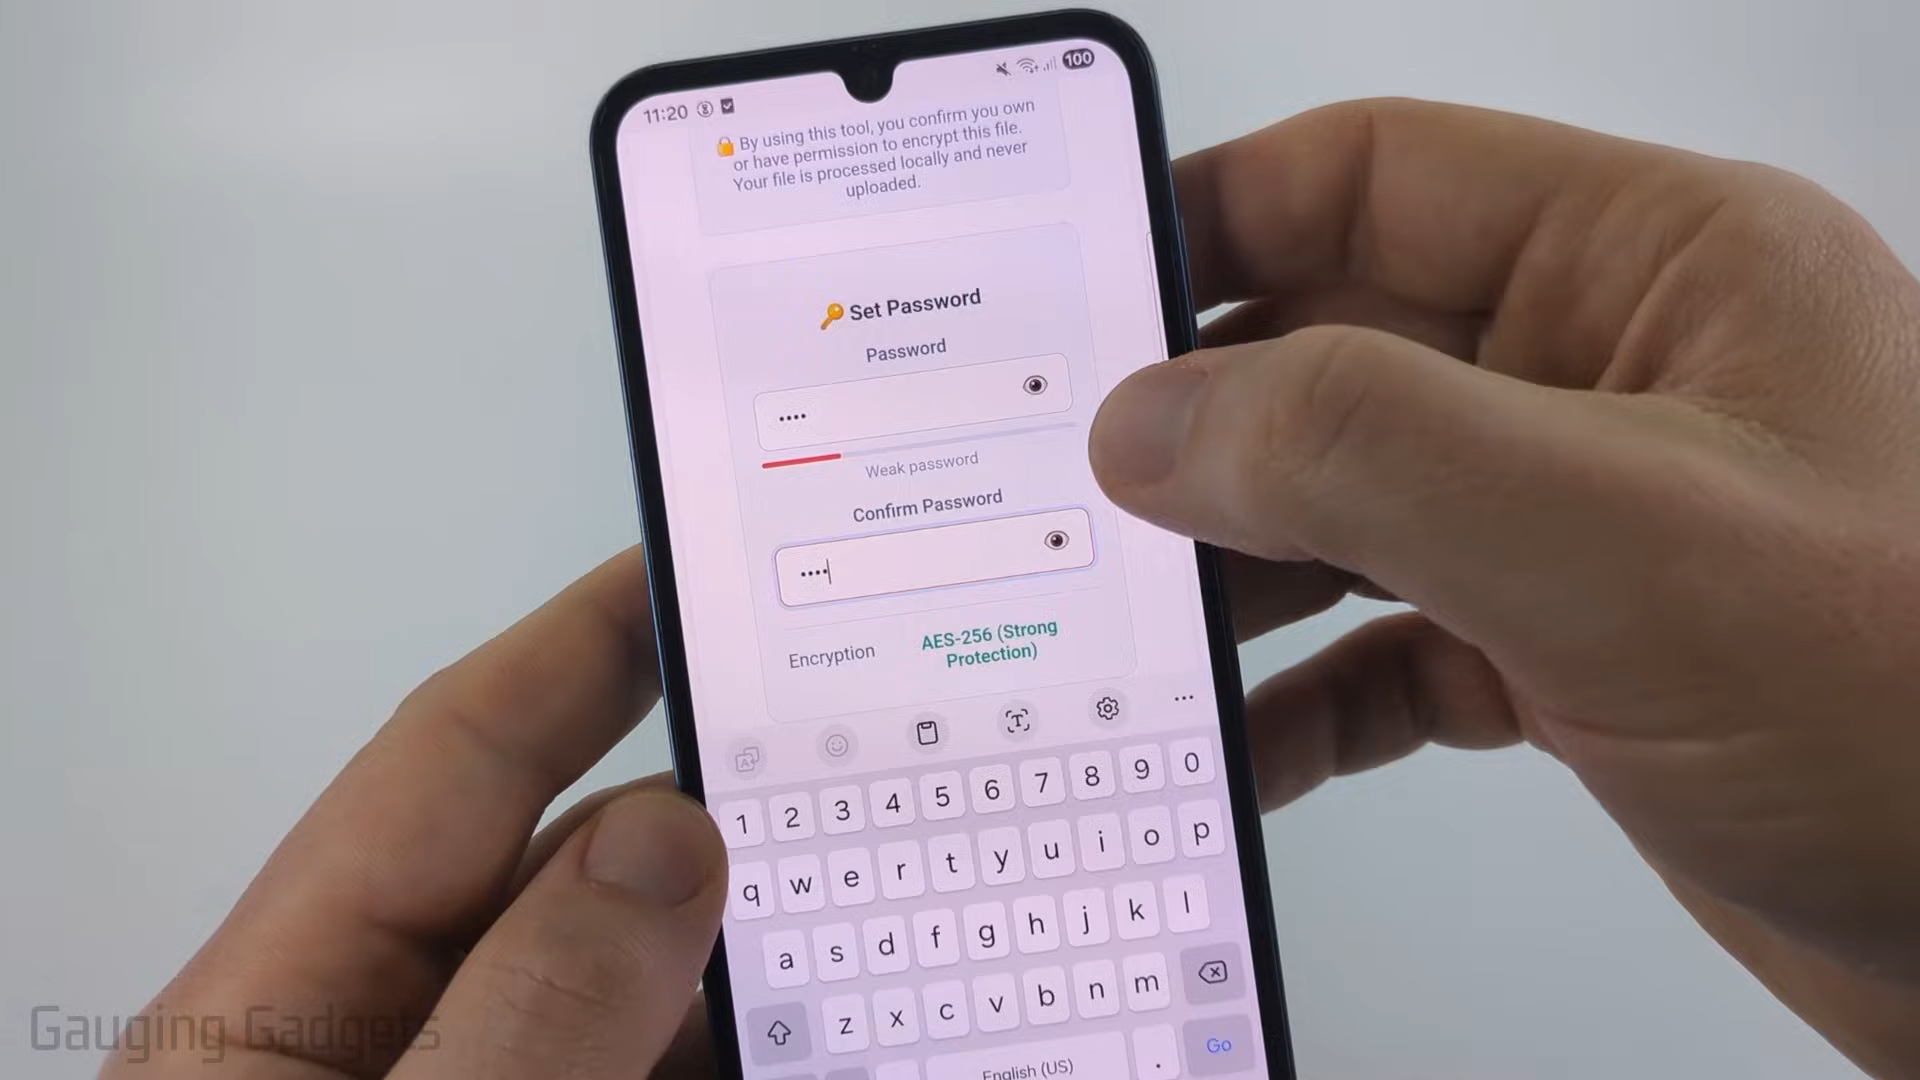 11:20
100
By using this tool, you confirm you own
or have permission to encrypt this file.
Your file is processed locally and never
uploaded.
Set Password
Password
••••
Weak password
Confirm Password
••••
Encryption
AES-256 (Strong
Protection)
1 2 3 4 5 6 7 8 9 0
q w e r t y u i o p
a s d f g h j k l
z x c v b n m
English (US)
.
Go
Gauging Gadgets